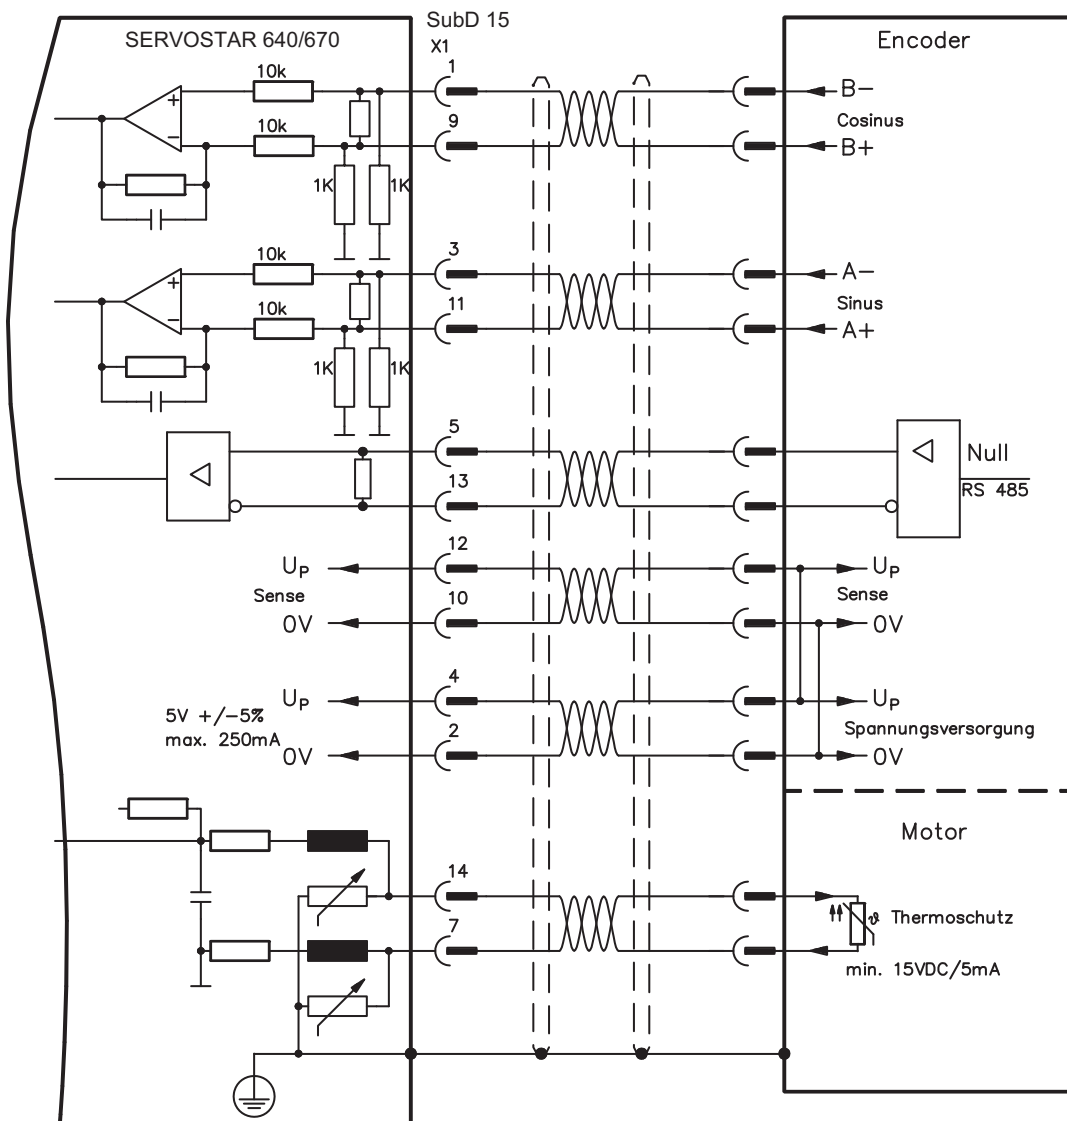 SubD 15
SERVOSTAR 640/670
X1
Encoder
10k
1
B-
+
Cosinus
10k
9
B+
-
1K
1K
10k
3
A-
+
Sinus
10k
11
A+
-
1K
1K
5
Null
13
RS 485
12
UP
UP
Sense
Sense
10
0V
0V
4
UP
UP
5V +/-5%
max. 250mA
Spannungsversorgung
2
0V
0V
Motor
14
ϑ Thermoschutz
7
min. 15VDC/5mA